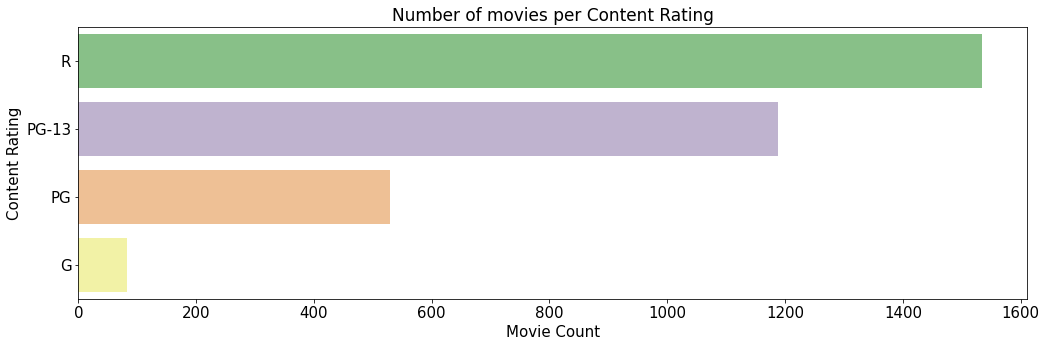 Number of movies per Content Rating
Content Rating
R
PG-13
PG
G
0 200 400 600 800 1000 1200 1400 1600
Movie Count